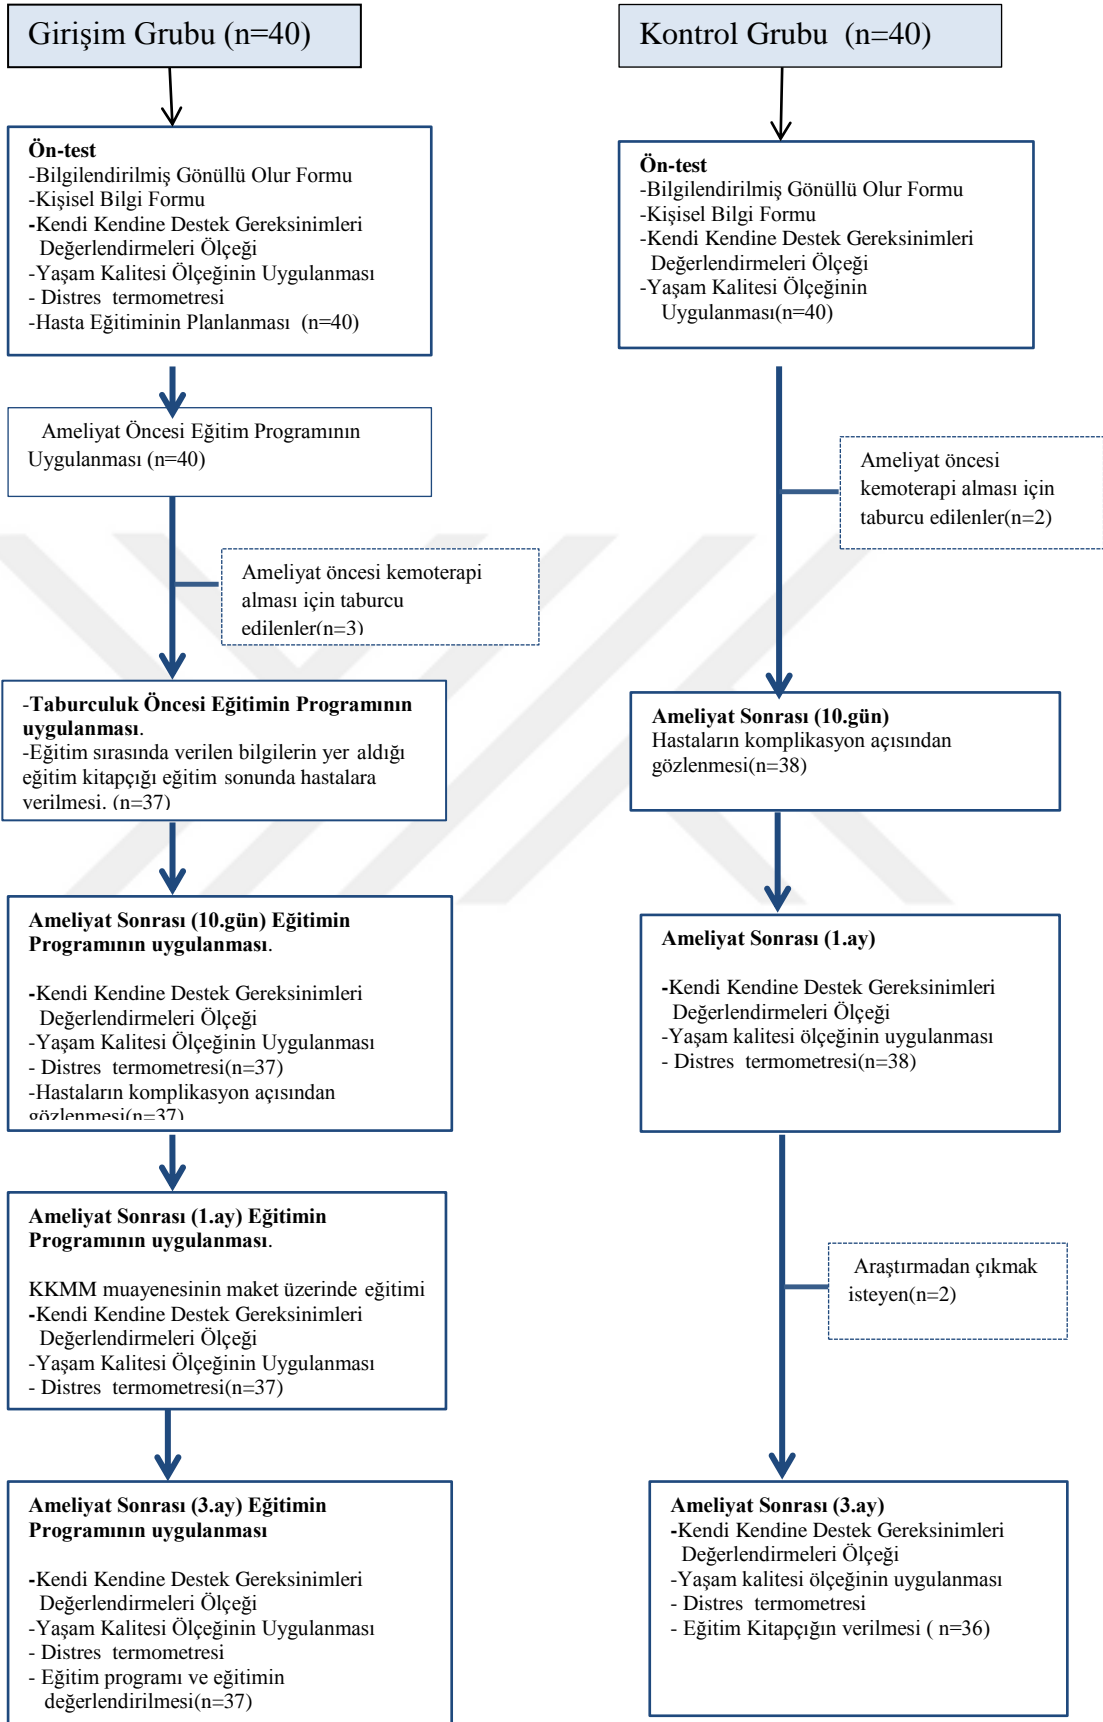 Girişim Grubu (n=40)
Ön-test
-Bilgilendirilmiş Gönüllü Olur Formu
-Kişisel Bilgi Formu
-Kendi Kendine Destek Gereksinimleri
Değerlendirmeleri Ölçeği
-Yaşam Kalitesi Ölçeğinin Uygulanması
- Distres termometresi
-Hasta Eğitiminin Planlanması (n=40)
Ameliyat Öncesi Eğitim Programının
Uygulanması (n=40)
Ameliyat öncesi kemoterapi
alması için taburcu
edilenler(n=3)
-Taburculuk Öncesi Eğitimin Programının
uygulanması.
-Eğitim sırasında verilen bilgilerin yer aldığı
eğitim kitapçığı eğitim sonunda hastalara
verilmesi. (n=37)
Ameliyat Sonrası (10.gün) Eğitimin
Programının uygulanması.
-Kendi Kendine Destek Gereksinimleri
Değerlendirmeleri Ölçeği
-Yaşam Kalitesi Ölçeğinin Uygulanması
- Distres termometresi(n=37)
-Hastaların komplikasyon açısından
gözlenmesi(n=37)
Ameliyat Sonrası (1.ay) Eğitimin
Programının uygulanması.
KKMM muayenesinin maket üzerinde eğitimi
-Kendi Kendine Destek Gereksinimleri
Değerlendirmeleri Ölçeği
-Yaşam Kalitesi Ölçeğinin Uygulanması
- Distres termometresi(n=37)
Ameliyat Sonrası (3.ay) Eğitimin
Programının uygulanması
-Kendi Kendine Destek Gereksinimleri
Değerlendirmeleri Ölçeği
-Yaşam Kalitesi Ölçeğinin Uygulanması
- Distres termometresi
- Eğitim programı ve eğitimin
değerlendirilmesi(n=37)
Kontrol Grubu (n=40)
Ön-test
-Bilgilendirilmiş Gönüllü Olur Formu
-Kişisel Bilgi Formu
-Kendi Kendine Destek Gereksinimleri
Değerlendirmeleri Ölçeği
-Yaşam Kalitesi Ölçeğinin
Uygulanması(n=40)
Ameliyat öncesi
kemoterapi alması için
taburcu edilenler(n=2)
Ameliyat Sonrası (10.gün)
Hastaların komplikasyon açısından
gözlenmesi(n=38)
Ameliyat Sonrası (1.ay)
-Kendi Kendine Destek Gereksinimleri
Değerlendirmeleri Ölçeği
-Yaşam kalitesi ölçeğinin uygulanması
- Distres termometresi(n=38)
Araştırmadan çıkmak
isteyen(n=2)
Ameliyat Sonrası (3.ay)
-Kendi Kendine Destek Gereksinimleri
Değerlendirmeleri Ölçeği
-Yaşam kalitesi ölçeğinin uygulanması
- Distres termometresi
- Eğitim Kitapçığın verilmesi ( n=36)